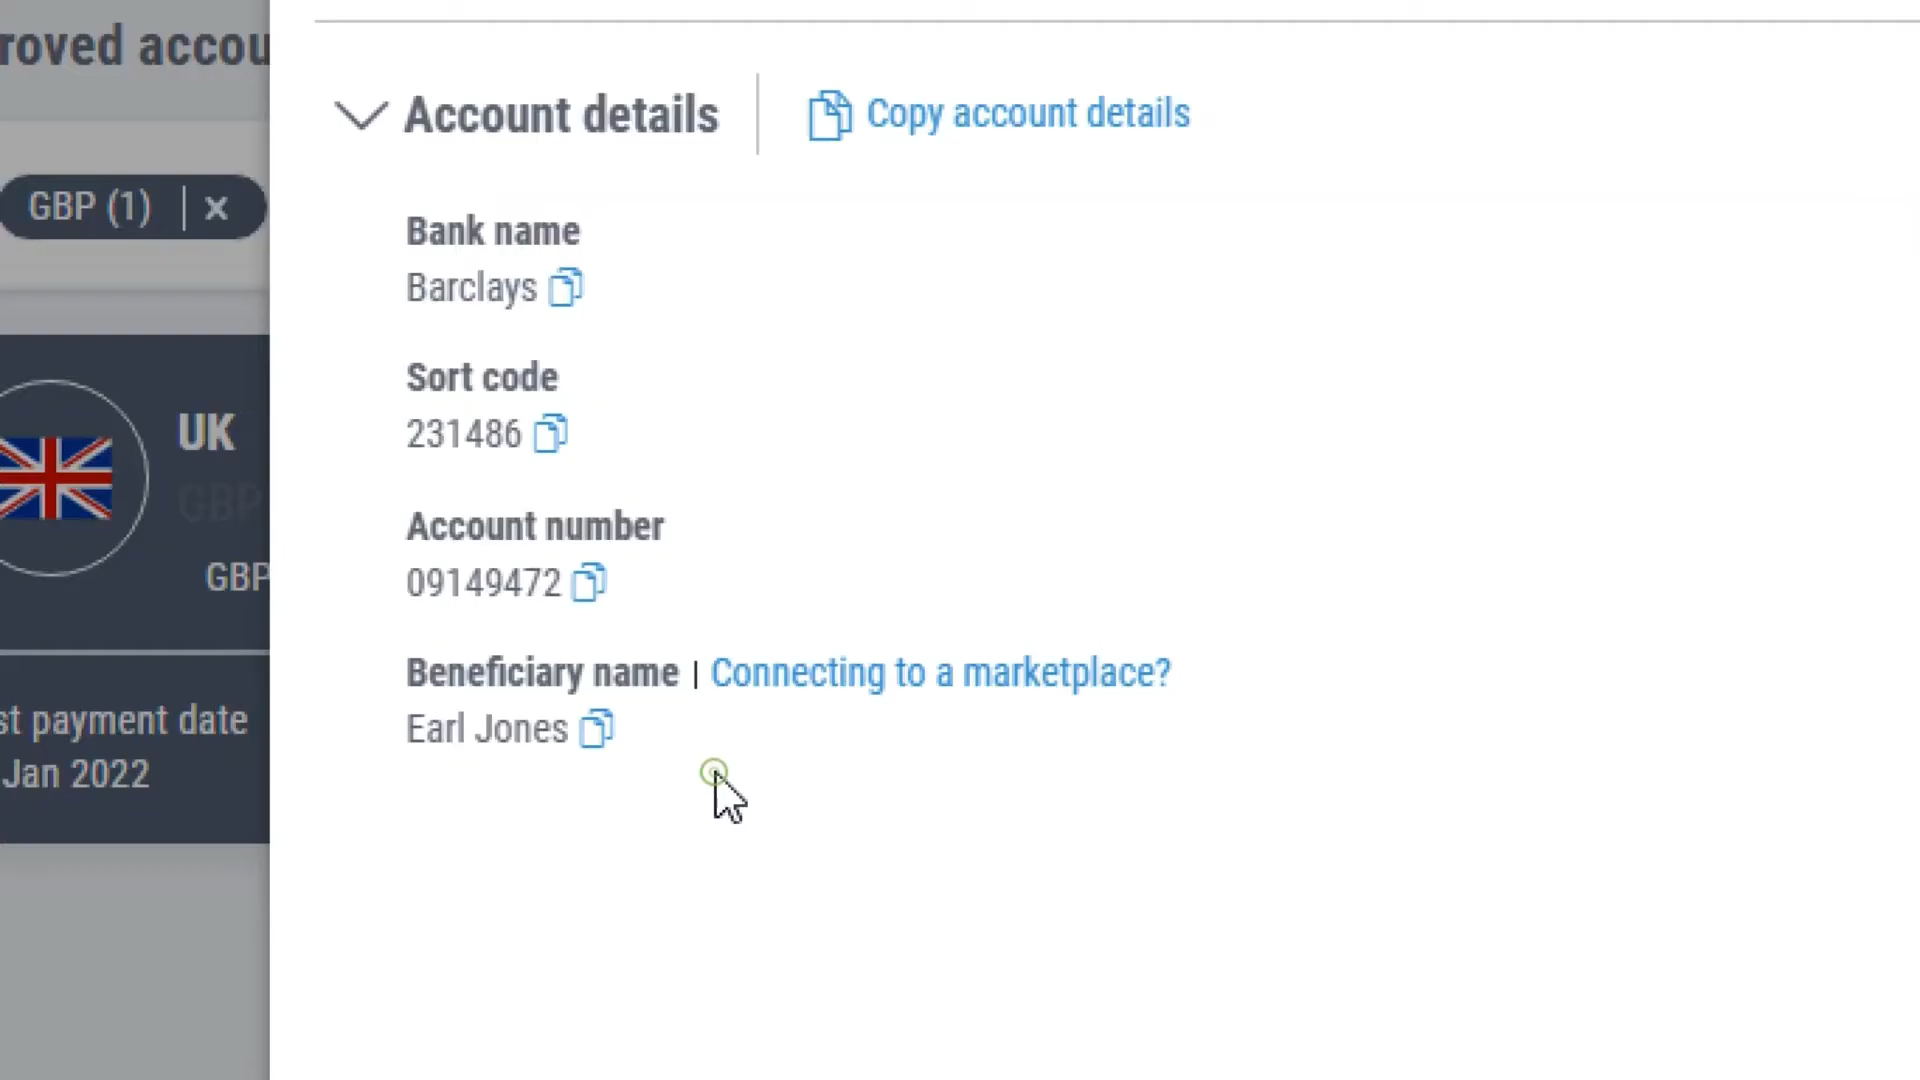 roved accou
GBP (1) | ×
UK
GBP
GBP
st payment date
Jan 2022
Account details
Copy account details
Bank name
Barclays
Sort code
231486
Account number
09149472
Beneficiary name | Connecting to a marketplace?
Earl Jones